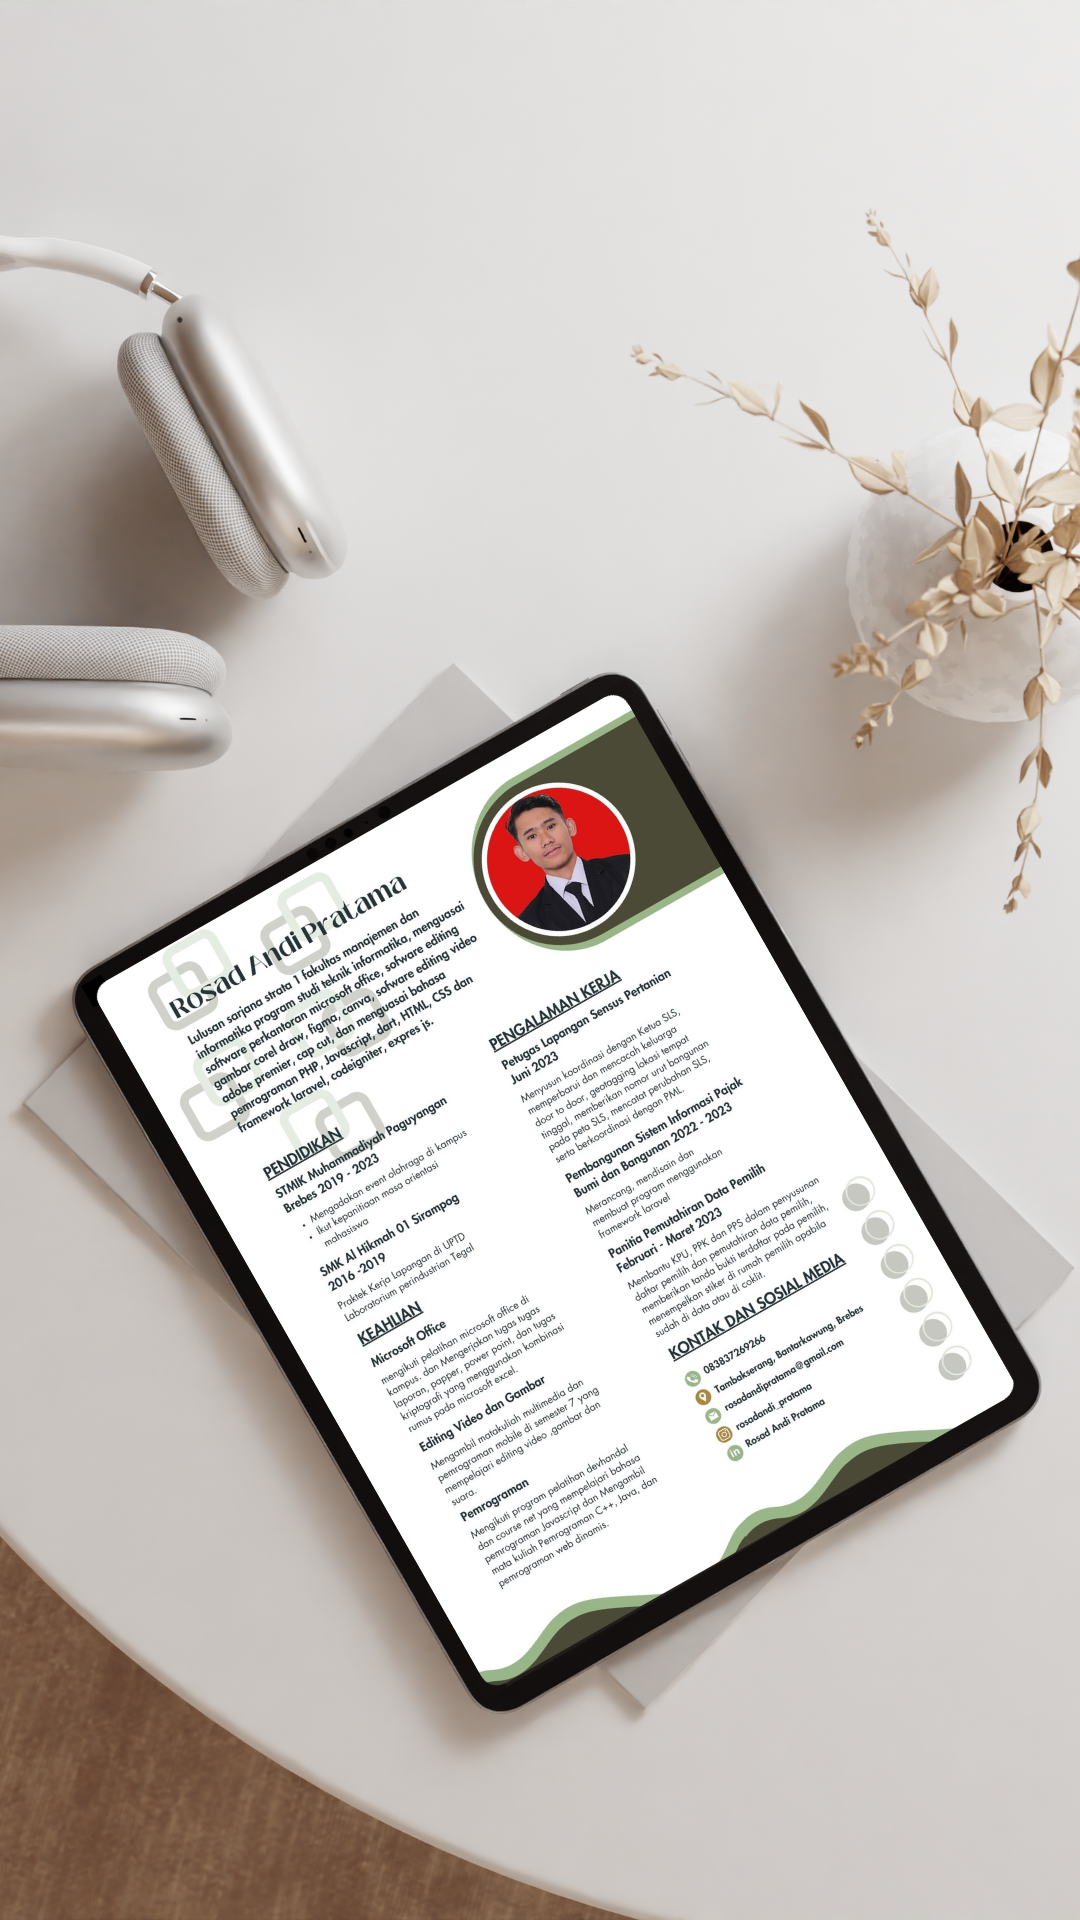 Rosad Andi Pratama
Lulusan sarjana strata 1 fakultas manajemen dan
informatika program studi teknik informatika, menguasai
software perkantoran microsoft office, sofware editing
gambar corel draw, figma, canva, sofware editing video
adobe premier, cap cut, dan menguasai bahasa
pemrograman PHP, Javascript, dart, HTML, CSS dan
framework laravel, codeigniter, expres js.
PENDIDIKAN
STMIK Muhammadiyah Paguyangan
Brebes 2019 - 2023
• Mengadakan event olahraga di kampus
• Ikut kepanitiaan masa orientasi
mahasiswa
SMK Al Hikmah 01 Sirampog
2016 -2019
Praktek Kerja Lapangan di UPTD
Laboratorium perindustrian Tegal
KEAHLIAN
Microsoft Office
mengikuti pelatihan microsoft office di
kampus. dan Mengerjakan tugas tugas
laporan, papper, power point, dan tugas
kriptografi yang menggunakan kombinasi
rumus pada microsoft excel.
Editing Video dan Gambar
Mengambil matakuliah multimedia dan
pemrograman mobile di semester 7 yang
mempelajari editing video ,gambar dan
suara.
Pemrograman
Mengikuti program pelatihan devhandal
dan course net yang mempelajari bahasa
pemrograman Javascript dan Mengambil
mata kuliah Pemrograman C++, Java, dan
pemrograman web dinamis.
PENGALAMAN KERJA
Petugas Lapangan Sensus Pertanian
Juni 2023
Menyusun koordinasi dengan Ketua SLS,
memperbarui dan mencacah keluarga
door to door, geotagging lokasi tempat
tinggal, memberikan nomor urut bangunan
pada peta SLS, mencatat perubahan SLS,
serta berkoordinasi dengan PML.
Pembangunan Sistem Informasi Pajak
Bumi dan Bangunan 2022 - 2023
Merancang, mendisain dan
membuat program menggunakan
framework laravel
Panitia Pemutahiran Data Pemilih
Februari - Maret 2023
Membantu KPU, PPK dan PPS dalam penyusunan
daftar pemilih dan pemutahiran data pemilih,
memberikan tanda bukti terdaftar pada pemilih,
menempelkan stiker di rumah pemilih apabila
sudah di data atau di coklit.
KONTAK DAN SOSIAL MEDIA
083837269266
Tambakserang, Bantarkawung, Brebes
rosadandipratama@gmail.com
rosadandi_pratama
Rosad Andi Pratama